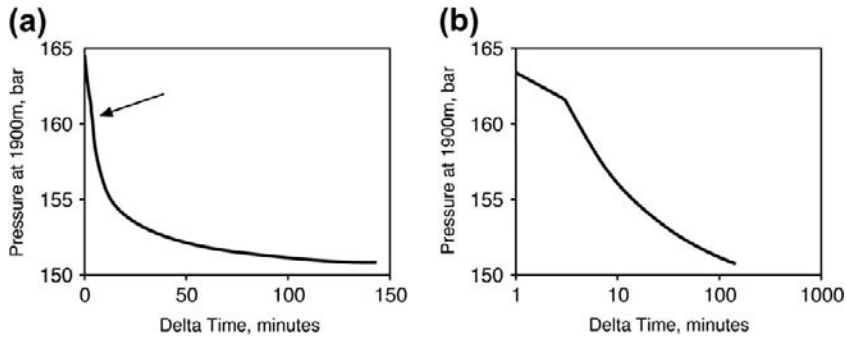 (a)
165
160
155
150
0
50
100
150
Pressure at 1900m, bar
Delta Time, minutes
(b)
165
160
155
150
1
10
100
1000
Pressure at 1900m, bar
Delta Time, minutes